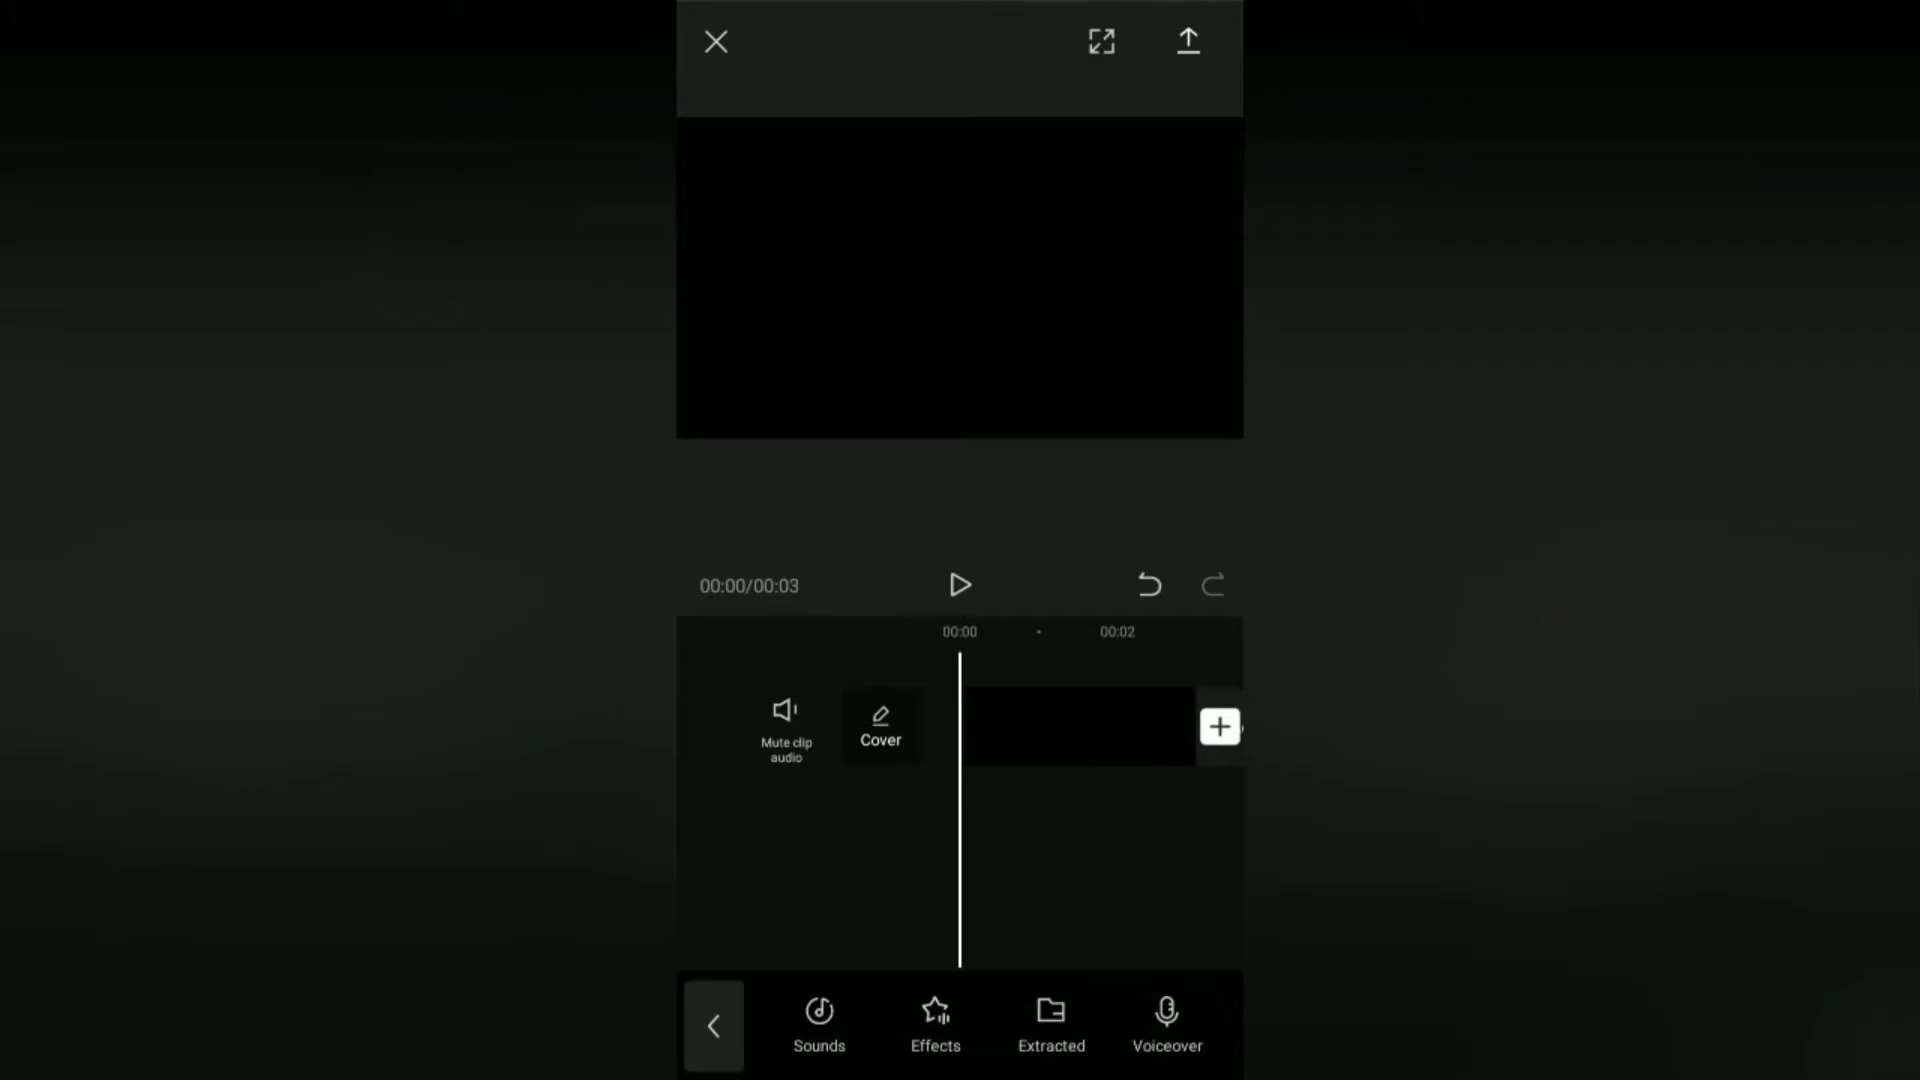 00:00/00:03
00:00
00:02
Mute clip
audio
Cover
Sounds
Effects
Extracted
Voiceover